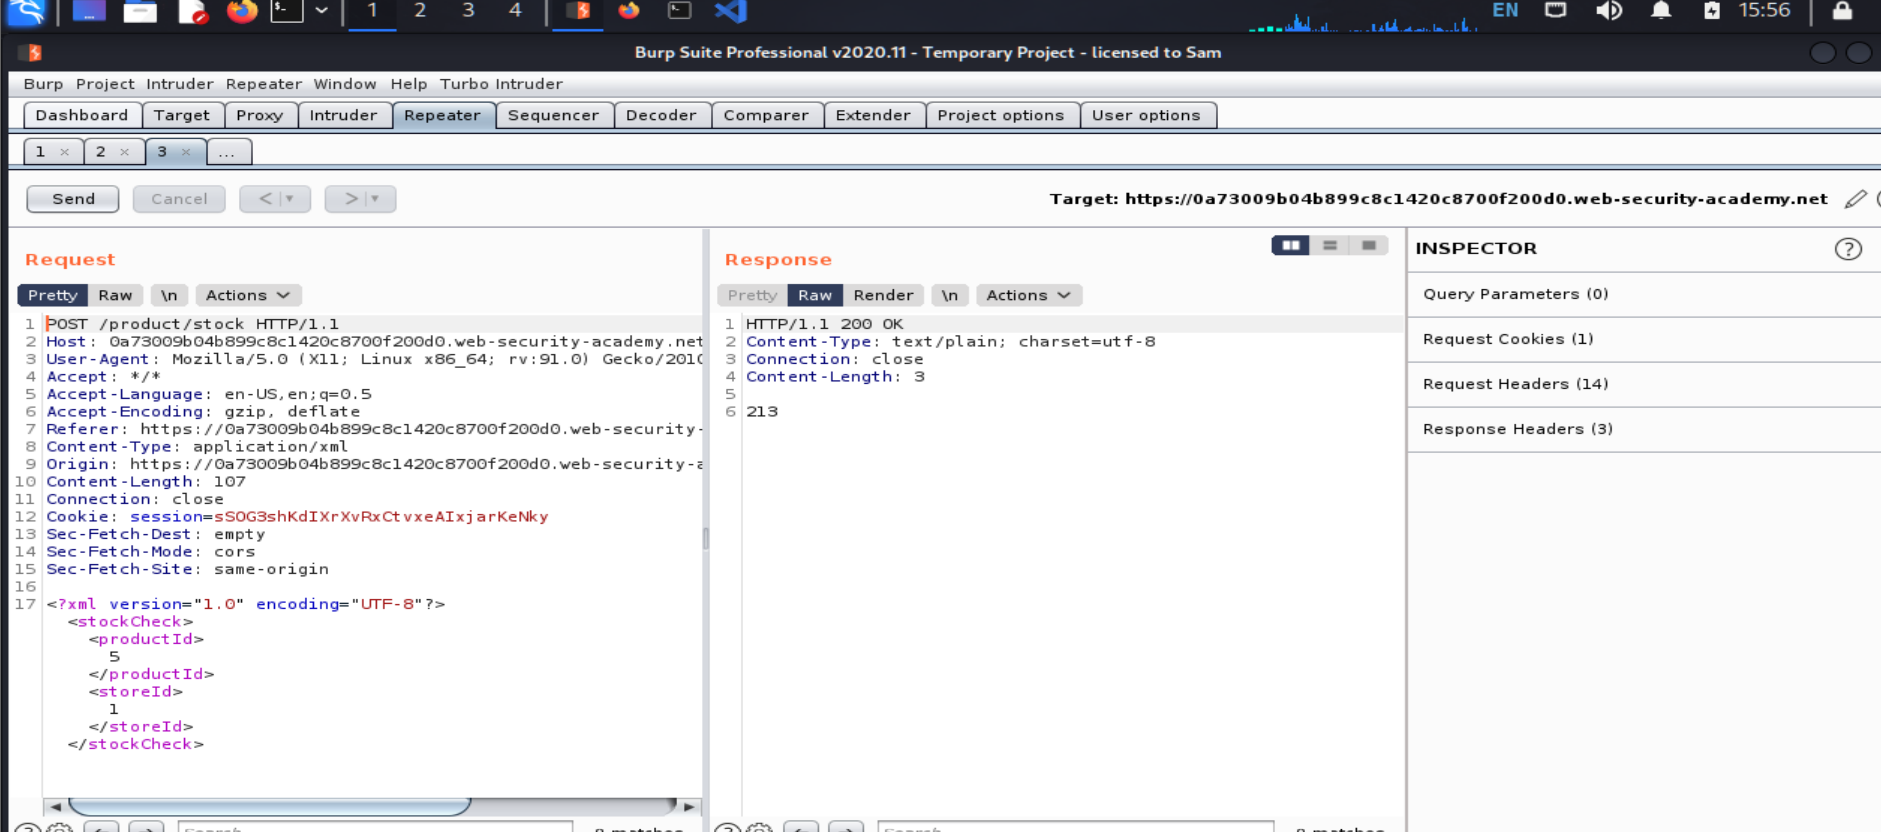 1 2 3 4 EN 15:56
Burp Suite Professional v2020.11 - Temporary Project - licensed to Sam
Burp Project Intruder Repeater Window Help Turbo Intruder
Dashboard Target Proxy Intruder Repeater Sequencer Decoder Comparer Extender Project options User options
1 × 2 × 3 × ...
Send Cancel < > Target: https://0a73009b04b899c8c1420c8700f200d0.web-security-academy.net
Request
Pretty Raw \n Actions
1 POST /product/stock HTTP/1.1
2 Host: 0a73009b04b899c8c1420c8700f200d0.web-security-academy.net
3 User-Agent: Mozilla/5.0 (X11; Linux x86_64; rv:91.0) Gecko/2010
4 Accept: */*
5 Accept-Language: en-US,en;q=0.5
6 Accept-Encoding: gzip, deflate
7 Referer: https://0a73009b04b899c8c1420c8700f200d0.web-security-
8 Content-Type: application/xml
9 Origin: https://0a73009b04b899c8c1420c8700f200d0.web-security-a
10 Content-Length: 107
11 Connection: close
12 Cookie: session=sSOG3shKdIXrXvRxCtvxeAIxjarKeNky
13 Sec-Fetch-Dest: empty
14 Sec-Fetch-Mode: cors
15 Sec-Fetch-Site: same-origin
16
17 <?xml version="1.0" encoding="UTF-8"?>
<stockCheck>
<productId>
5
</productId>
<storeId>
1
</storeId>
</stockCheck>
Search... 0 matches
Response
Pretty Raw Render \n Actions
1 HTTP/1.1 200 OK
2 Content-Type: text/plain; charset=utf-8
3 Connection: close
4 Content-Length: 3
5
6 213
Search... 0 matches
INSPECTOR ?
Query Parameters (0)
Request Cookies (1)
Request Headers (14)
Response Headers (3)